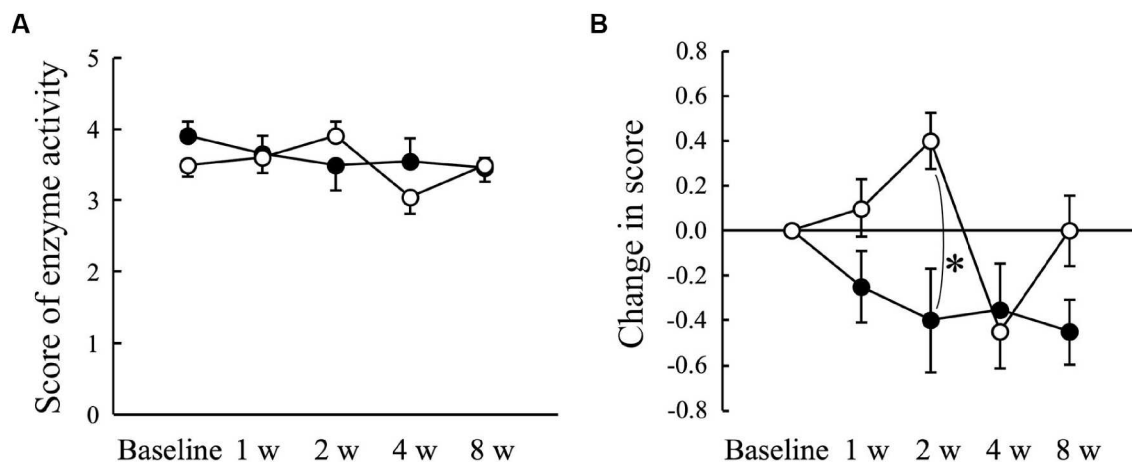 A
Score of enzyme activity
5
4
3
2
1
0
Baseline 1 w 2 w 4 w 8 w
B
Change in score
0.8
0.6
0.4
0.2
0.0
-0.2
-0.4
-0.6
-0.8
*
Baseline 1 w 2 w 4 w 8 w